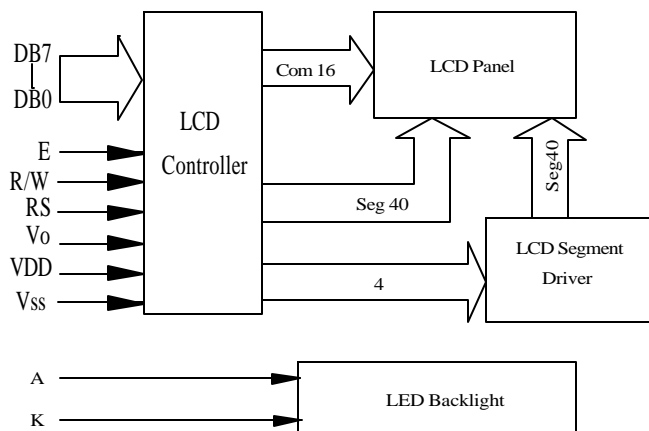 DB7
DB0
E
R/W
RS
Vo
VDD
Vss
LCD
Controller
Com 16
LCD Panel
Seg 40
Seg40
4
LCD Segment
Driver
A
K
LED Backlight